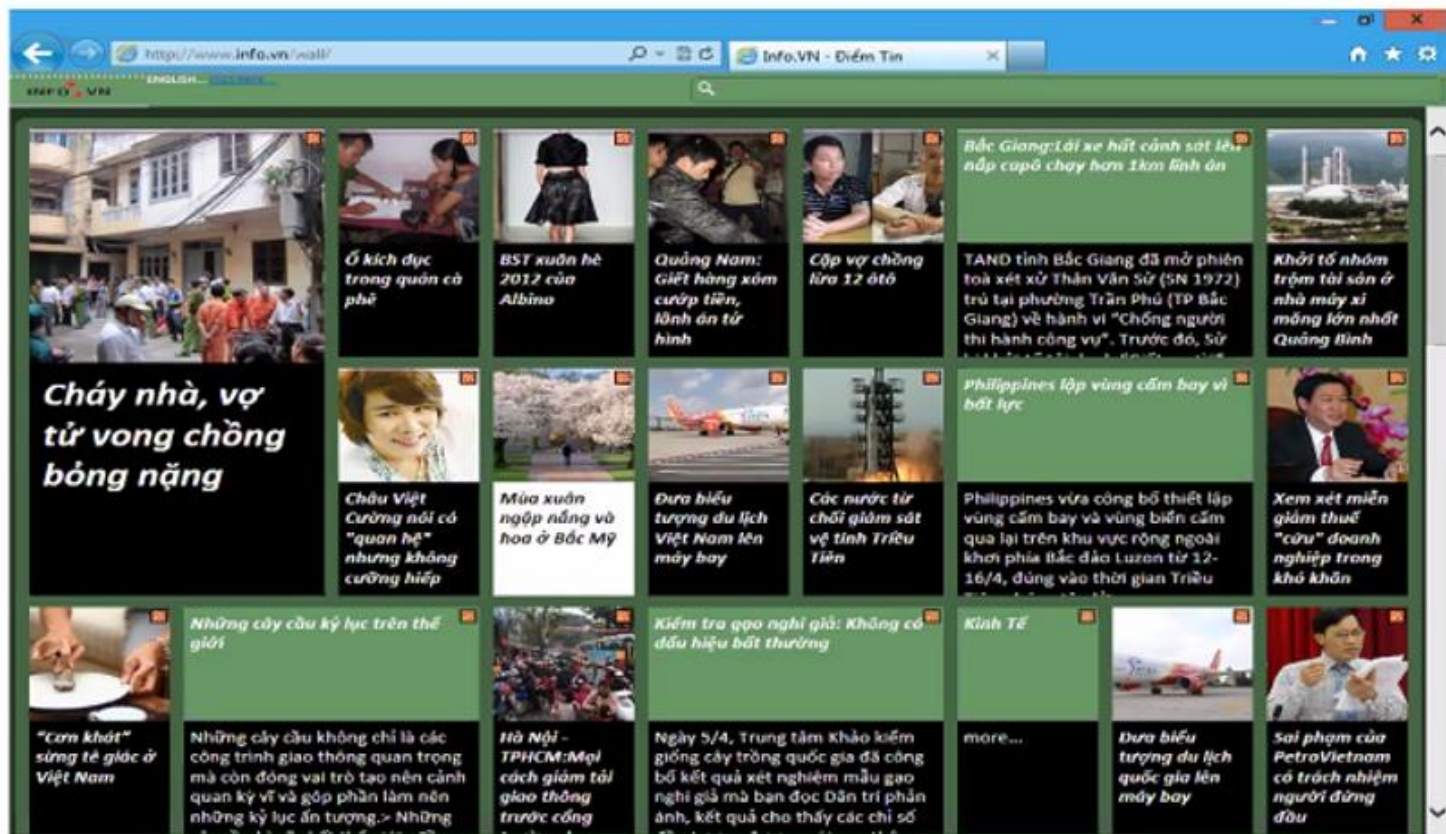 http://www.info.vn/wall/
Info.VN - Điểm Tin
ENGLISH...
INFO.VN
Cháy nhà, vợ
tử vong chồng
bỏng nặng
Ổ kích dục
trong quán cà
phê
BST xuân hè
2012 của
Albino
Quảng Nam:
Giết hàng xóm
cướp tiền,
lãnh án tử
hình
Cặp vợ chồng
lừa 12 ôtô
Bắc Giang:Lái xe hất cảnh sát lên
nắp capô chạy hơn 1km lĩnh án
TAND tỉnh Bắc Giang đã mở phiên
toà xét xử Thân Văn Sử (SN 1972)
trú tại phường Trần Phú (TP Bắc
Giang) về hành vi "Chống người
thi hành công vụ". Trước đó, Sử
Khởi tố nhóm
trộm tài sản ở
nhà máy xi
măng lớn nhất
Quảng Bình
Châu Việt
Cường nói có
"quan hệ"
nhưng không
cưỡng hiếp
Mùa xuân
ngập nắng và
hoa ở Bắc Mỹ
Đưa biểu
tượng du lịch
Việt Nam lên
máy bay
Các nước từ
chối giám sát
vệ tinh Triều
Tiên
Philippines lập vùng cấm bay vì
bất lực
Philippines vừa công bố thiết lập
vùng cấm bay và vùng biển cấm
qua lại trên khu vực rộng ngoài
khơi phía Bắc đảo Luzon từ 12-
16/4, đúng vào thời gian Triều
Xem xét miễn
giảm thuế
"cứu" doanh
nghiệp trong
khó khăn
"Cơn khát"
sừng tê giác ở
Việt Nam
Những cây cầu kỷ lục trên thế
giới
Những cây cầu không chỉ là các
công trình giao thông quan trọng
mà còn đóng vai trò tạo nên cảnh
quan kỳ vĩ và góp phần làm nên
những kỷ lục ấn tượng.> Những
Hà Nội -
TPHCM:Mọi
cách giảm tải
giao thông
trước cổng
Kiểm tra gạo nghi giả: Không có
dấu hiệu bất thường
Ngày 5/4, Trung tâm Khảo kiểm
giống cây trồng quốc gia đã công
bố kết quả xét nghiệm mẫu gạo
nghi giả mà bạn đọc Dân trí phản
ánh, kết quả cho thấy các chỉ số
Kinh Tế
more...
Đưa biểu
tượng du lịch
quốc gia lên
máy bay
Sai phạm của
PetroVietnam
có trách nhiệm
người đứng
đầu